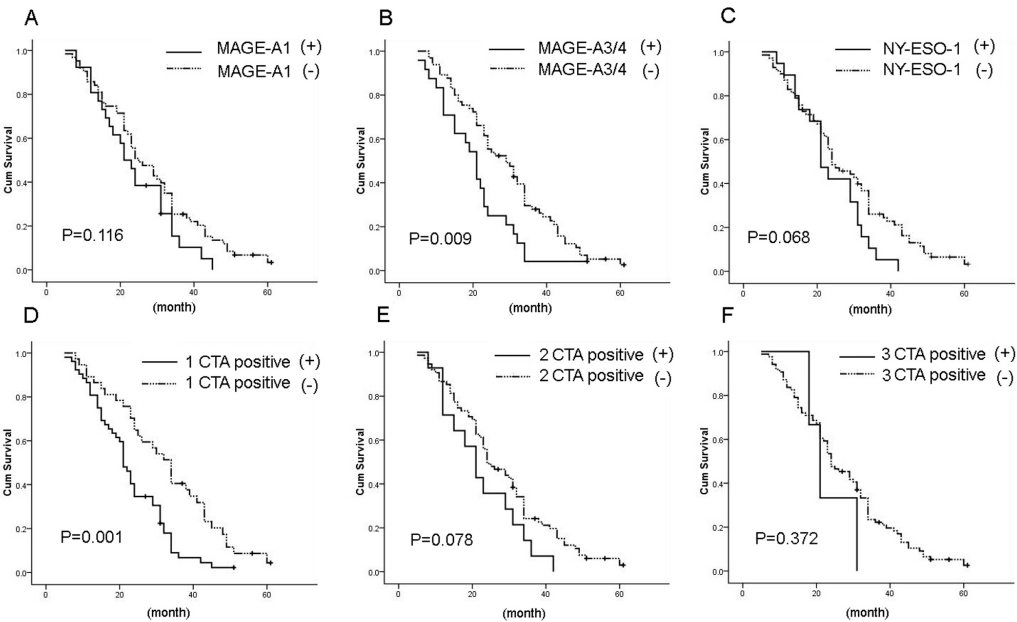 A
MAGE-A1 (+)
MAGE-A1 (-)
Cum Survival
1.0
0.8
0.6
0.4
0.2
0.0
P=0.116
0 20 40 60
(month)
B
MAGE-A3/4 (+)
MAGE-A3/4 (-)
Cum Survival
1.0
0.8
0.6
0.4
0.2
0.0
P=0.009
0 20 40 60
(month)
C
NY-ESO-1 (+)
NY-ESO-1 (-)
Cum Survival
1.0
0.8
0.6
0.4
0.2
0.0
P=0.068
0 20 40 60
(month)
D
1 CTA positive (+)
1 CTA positive (-)
Cum Survival
1.0
0.8
0.6
0.4
0.2
0.0
P=0.001
0 20 40 60
(month)
E
2 CTA positive (+)
2 CTA positive (-)
Cum Survival
1.0
0.8
0.6
0.4
0.2
0.0
P=0.078
0 20 40 60
(month)
F
3 CTA positive (+)
3 CTA positive (-)
Cum Survival
1.0
0.8
0.6
0.4
0.2
0.0
P=0.372
0 20 40 60
(month)